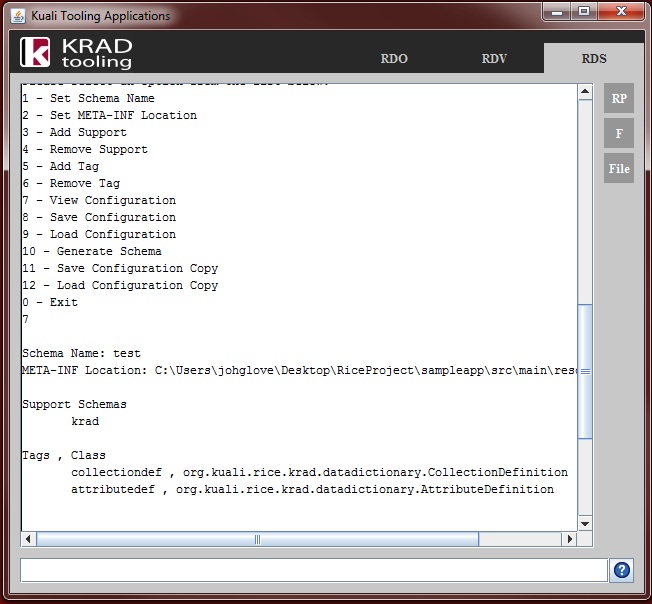 Kuali Tooling Applications
KRAD
tooling
RDO
RDV
RDS
RP
F
File
1 - Set Schema Name
2 - Set META-INF Location
3 - Add Support
4 - Remove Support
5 - Add Tag
6 - Remove Tag
7 - View Configuration
8 - Save Configuration
9 - Load Configuration
10 - Generate Schema
11 - Save Configuration Copy
12 - Load Configuration Copy
0 - Exit
7
Schema Name: test
META-INF Location: C:\Users\johglove\Desktop\RiceProject\sampleapp\src\main\reso
Support Schemas
krad
Tags , Class
collectiondef , org.kuali.rice.krad.datadictionary.CollectionDefinition
attributedef , org.kuali.rice.krad.datadictionary.AttributeDefinition
?